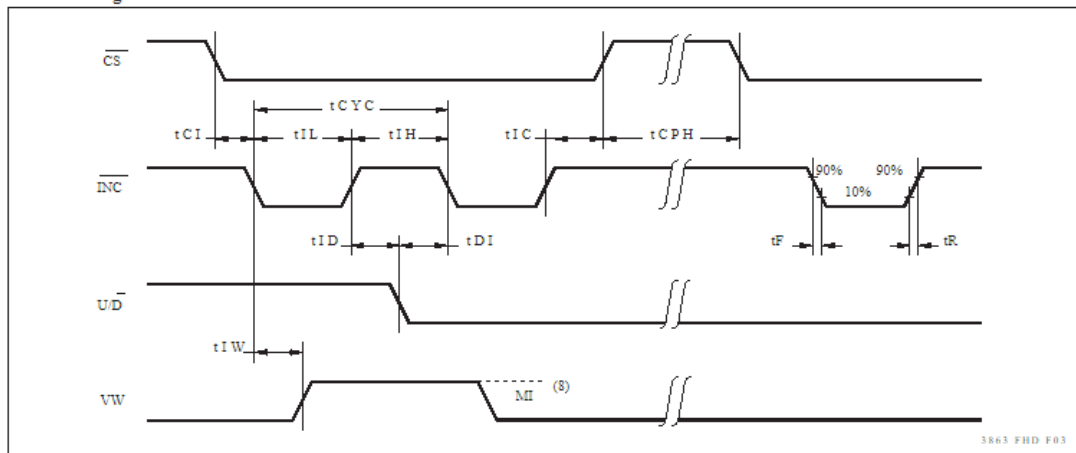 CS
tCYC
tCI
tIL
tIH
tIC
tCPH
INC
90%
90%
10%
tID
tDI
tF
tR
U/D
tIW
VW
MI
(8)
3863 FHD F03